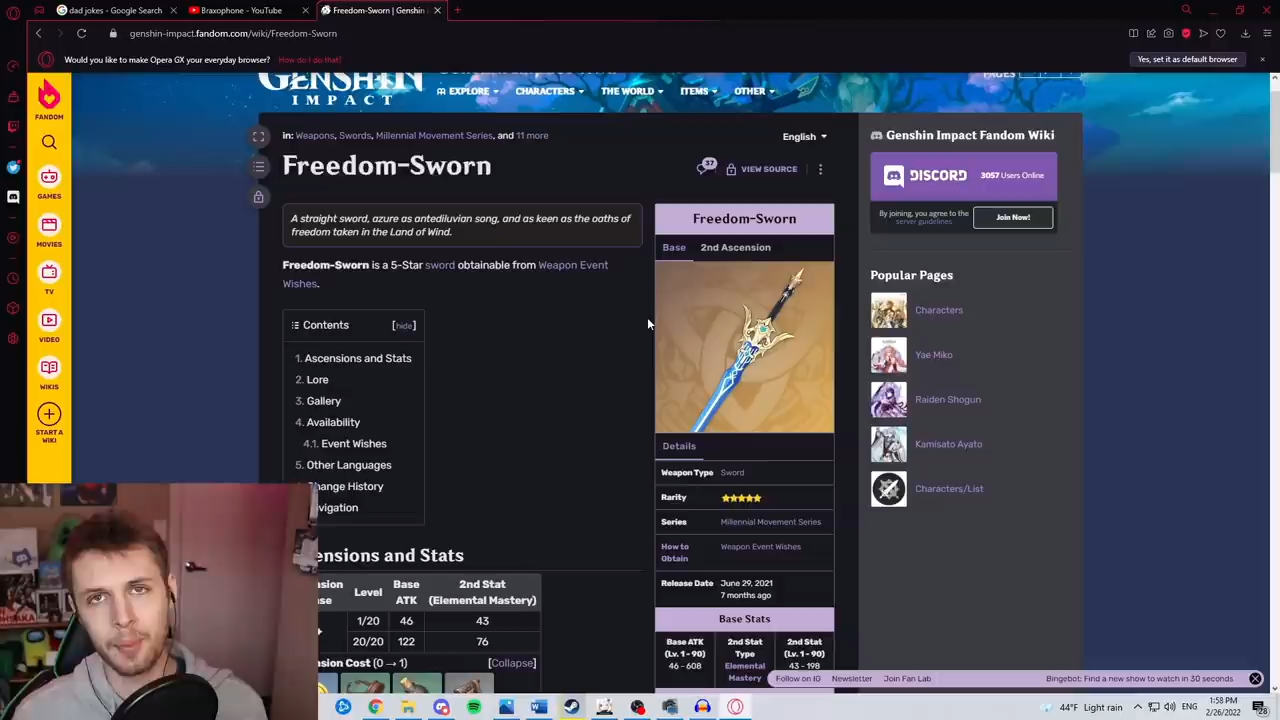 dad jokes - Google Search
Braxophone - YouTube
Freedom-Sworn | Genshin
genshin-impact.fandom.com/wiki/Freedom-Sworn
Would you like to make Opera GX your everyday browser? How do I do that?
Yes, set it as default browser
GENSHIN
IMPACT
EXPLORE
CHARACTERS
THE WORLD
ITEMS
OTHER
PAGES
FANDOM
GAMES
MOVIES
TV
VIDEO
WIKIS
START A
WIKI
in: Weapons, Swords, Millennial Movement Series, and 11 more
English
Freedom-Sworn
37
VIEW SOURCE
A straight sword, azure as antediluvian song, and as keen as the oaths of
freedom taken in the Land of Wind.
Freedom-Sworn is a 5-Star sword obtainable from Weapon Event
Wishes.
Contents [hide]
1. Ascensions and Stats
2. Lore
3. Gallery
4. Availability
4.1. Event Wishes
5. Other Languages
hange History
vigation
ensions and Stats
Level
Base
ATK
2nd Stat
(Elemental Mastery)
1/20 46 43
20/20 122 76
nsion Cost (0 → 1) [Collapse]
Freedom-Sworn
Base 2nd Ascension
Details
Weapon Type Sword
Rarity
Series Millennial Movement Series
How to
Obtain
Weapon Event Wishes
Release Date June 29, 2021
7 months ago
Base Stats
Base ATK
(Lv. 1 - 90)
46 - 608
2nd Stat
Type
Elemental
Mastery
2nd Stat
(Lv. 1 - 90)
43 - 198
Genshin Impact Fandom Wiki
DISCORD 3057 Users Online
By joining, you agree to the
server guidelines.
Join Now!
Popular Pages
Characters
Yae Miko
Raiden Shogun
Kamisato Ayato
Characters/List
Follow on IG Newsletter Join Fan Lab Bingebot: Find a new show to watch in 30 seconds
44°F Light rain ENG
1:58 PM
2/26/2022
28